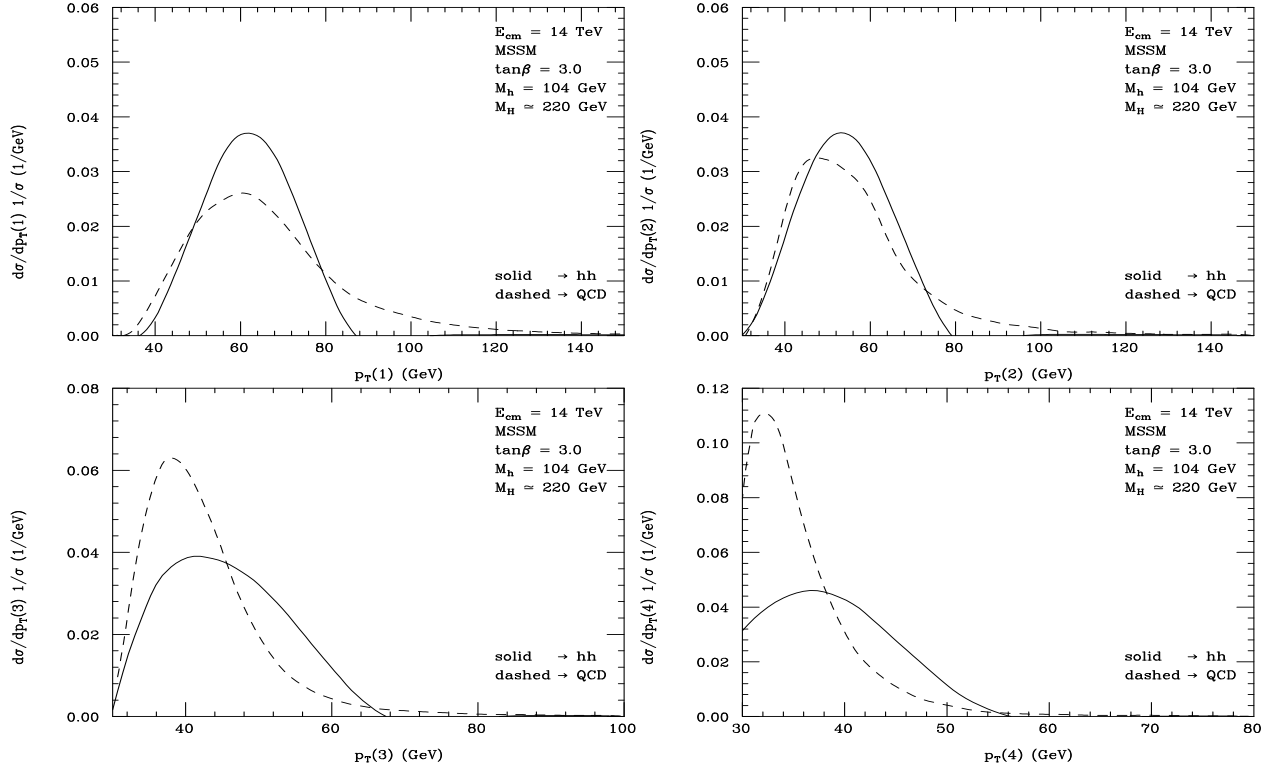 0.06
0.05
0.04
0.03
0.02
0.01
0.00
dσ/dp_T(1) 1/σ (1/GeV)
E_cm = 14 TeV
MSSM
tanβ = 3.0
M_h = 104 GeV
M_H ≃ 220 GeV
solid → hh
dashed → QCD
40 60 80 100 120 140
p_T(1) (GeV)
0.06
0.05
0.04
0.03
0.02
0.01
0.00
dσ/dp_T(2) 1/σ (1/GeV)
E_cm = 14 TeV
MSSM
tanβ = 3.0
M_h = 104 GeV
M_H ≃ 220 GeV
solid → hh
dashed → QCD
40 60 80 100 120 140
p_T(2) (GeV)
0.08
0.06
0.04
0.02
0.00
dσ/dp_T(3) 1/σ (1/GeV)
E_cm = 14 TeV
MSSM
tanβ = 3.0
M_h = 104 GeV
M_H ≃ 220 GeV
solid → hh
dashed → QCD
40 60 80 100
p_T(3) (GeV)
0.12
0.10
0.08
0.06
0.04
0.02
0.00
dσ/dp_T(4) 1/σ (1/GeV)
E_cm = 14 TeV
MSSM
tanβ = 3.0
M_h = 104 GeV
M_H ≃ 220 GeV
solid → hh
dashed → QCD
30 40 50 60 70 80
p_T(4) (GeV)